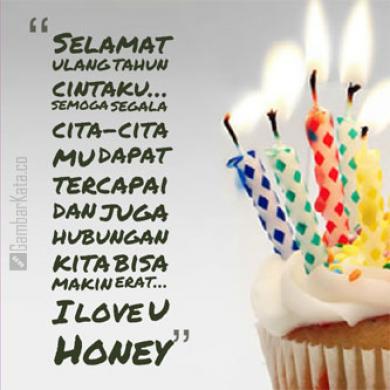 “
Selamat
ulang tahun
cintaku...
semoga segala
cita-cita
mu dapat
tercapai
dan juga
hubungan
kita bisa
makin erat...
I love u
Honey”
GambarKata.co